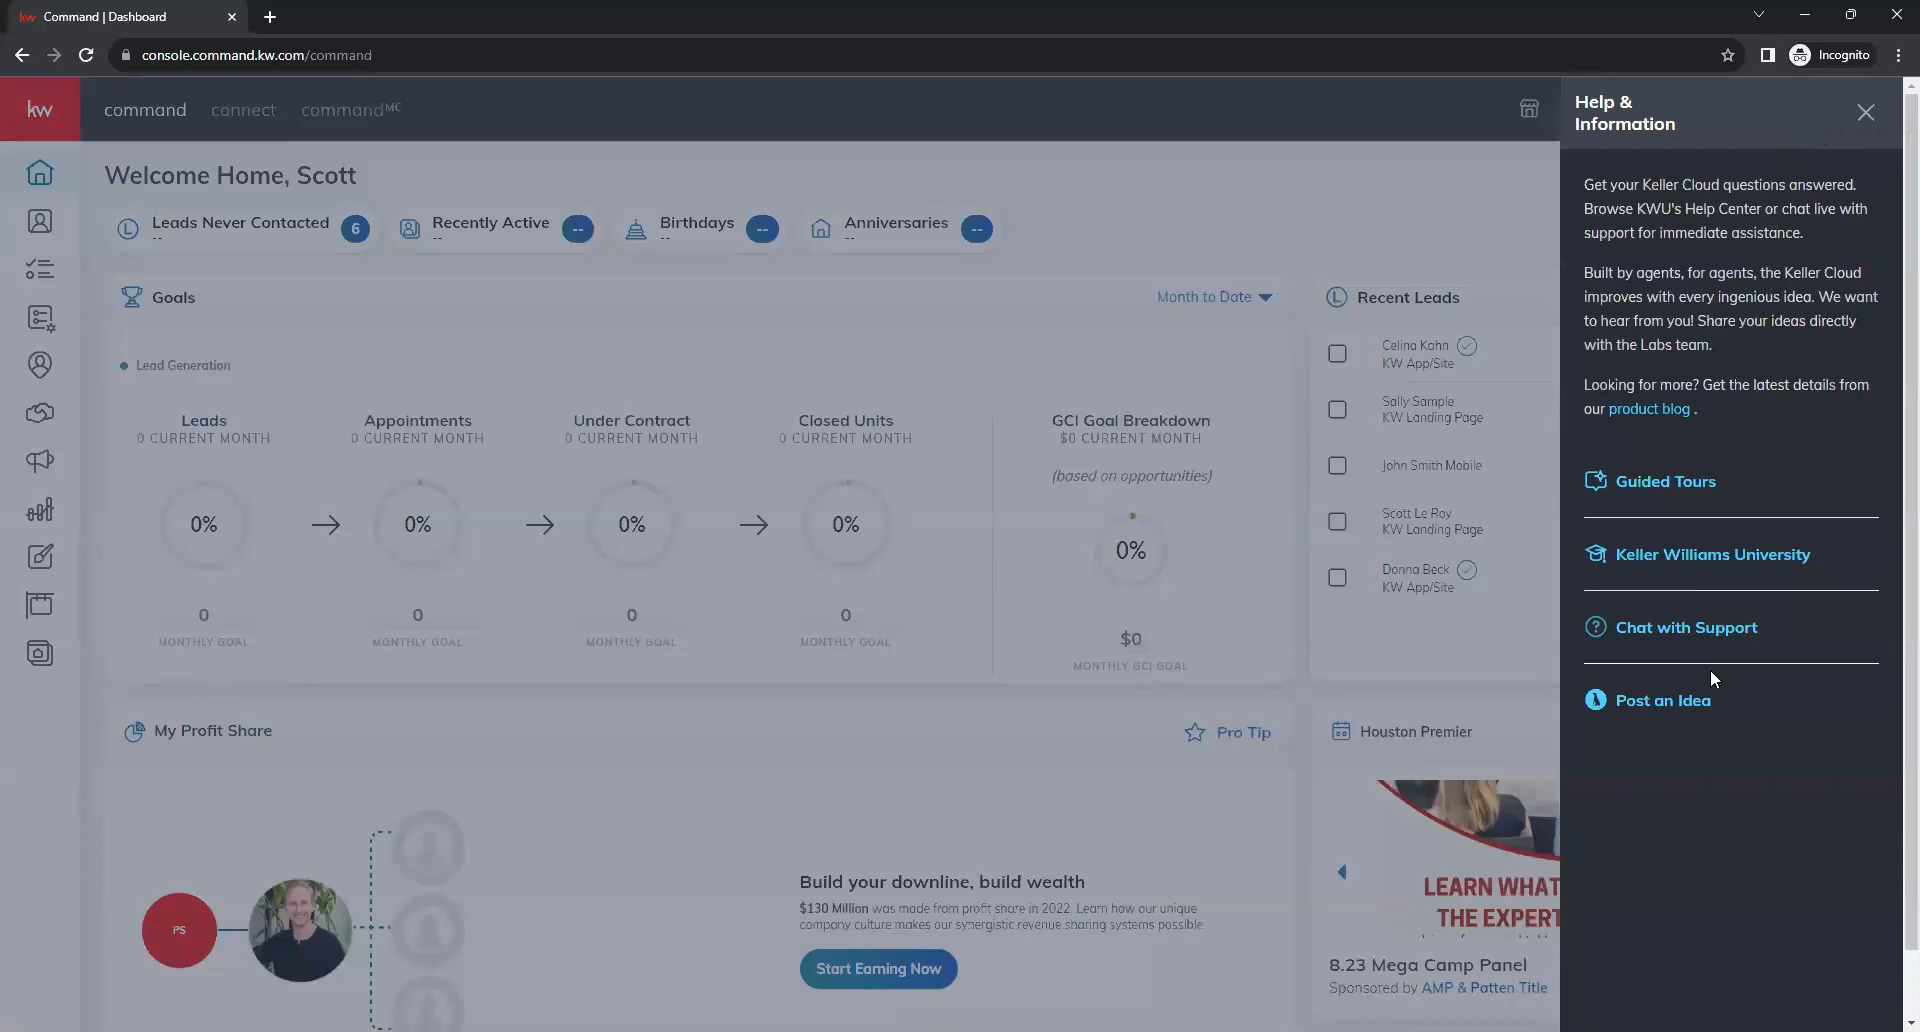 kw Command | Dashboard
console.command.kw.com/command
Incognito
kw
command connect commandMC
Welcome Home, Scott
Leads Never Contacted 6
--
Recently Active --
--
Birthdays --
--
Anniversaries --
--
Goals
Month to Date
Lead Generation
Leads
0 CURRENT MONTH
0%
0
MONTHLY GOAL
Appointments
0 CURRENT MONTH
0%
0
MONTHLY GOAL
Under Contract
0 CURRENT MONTH
0%
0
MONTHLY GOAL
Closed Units
0 CURRENT MONTH
0%
0
MONTHLY GOAL
GCI Goal Breakdown
$0 CURRENT MONTH
(based on opportunities)
0%
$0
MONTHLY GCI GOAL
Recent Leads
Celina Kahn
KW App/Site
Sally Sample
KW Landing Page
John Smith Mobile
Scott Le Roy
KW Landing Page
Donna Beck
KW App/Site
My Profit Share
Pro Tip
PS
Build your downline, build wealth
$130 Million was made from profit share in 2022. Learn how our unique
company culture makes our synergistic revenue sharing systems possible.
Start Earning Now
Houston Premier
LEARN WHAT
THE EXPERT
8.23 Mega Camp Panel
Sponsored by AMP & Patten Title
Help &
Information
Get your Keller Cloud questions answered.
Browse KWU's Help Center or chat live with
support for immediate assistance.
Built by agents, for agents, the Keller Cloud
improves with every ingenious idea. We want
to hear from you! Share your ideas directly
with the Labs team.
Looking for more? Get the latest details from
our product blog .
Guided Tours
Keller Williams University
Chat with Support
Post an Idea